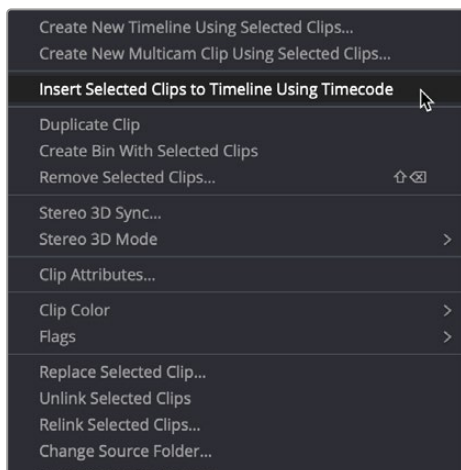 Create New Timeline Using Selected Clips...
Create New Multicam Clip Using Selected Clips...
Insert Selected Clips to Timeline Using Timecode
Duplicate Clip
Create Bin With Selected Clips
Remove Selected Clips... ⇧⌫
Stereo 3D Sync...
Stereo 3D Mode >
Clip Attributes...
Clip Color >
Flags >
Replace Selected Clip...
Unlink Selected Clips
Relink Selected Clips...
Change Source Folder...